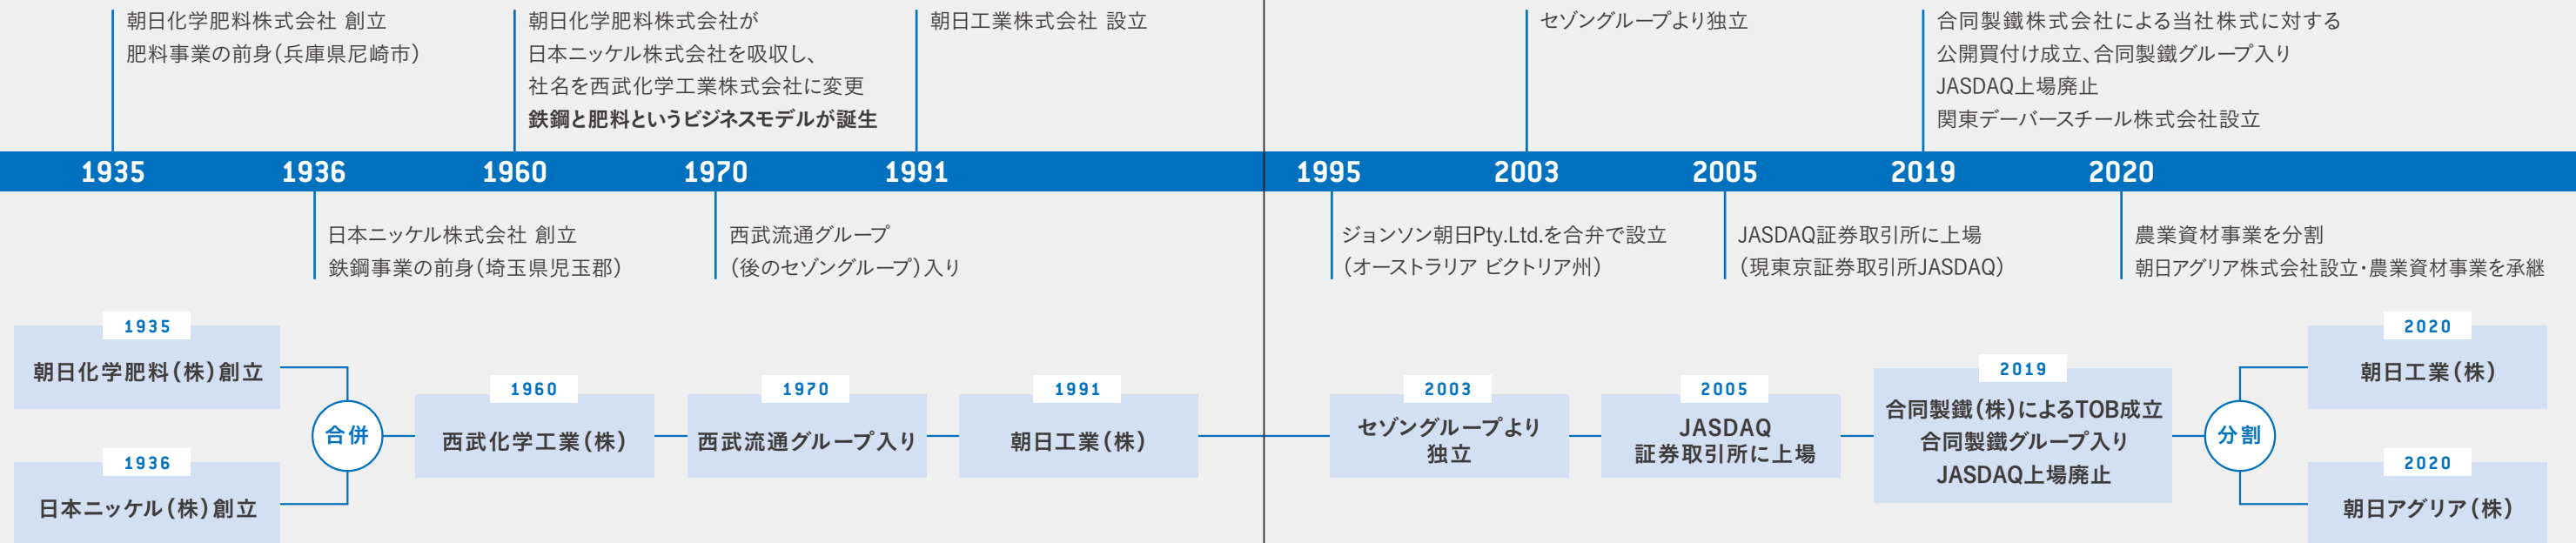 朝日化学肥料株式会社 創立
肥料事業の前身(兵庫県尼崎市)
朝日化学肥料株式会社が
日本ニッケル株式会社を吸収し、
社名を西武化学工業株式会社に変更
鉄鋼と肥料というビジネスモデルが誕生
朝日工業株式会社 設立
セゾングループより独立
合同製鐵株式会社による当社株式に対する
公開買付け成立、合同製鐵グループ入り
JASDAQ上場廃止
関東デーバースチール株式会社設立
1935 1936 1960 1970 1991 1995 2003 2005 2019 2020
日本ニッケル株式会社 創立
鉄鋼事業の前身(埼玉県児玉郡)
西武流通グループ
(後のセゾングループ)入り
ジョンソン朝日Pty.Ltd.を合弁で設立
(オーストラリア ビクトリア州)
JASDAQ証券取引所に上場
(現東京証券取引所JASDAQ)
農業資材事業を分割
朝日アグリア株式会社設立・農業資材事業を承継
1935
朝日化学肥料(株)創立
1936
日本ニッケル(株)創立
合併
1960
西武化学工業(株)
1970
西武流通グループ入り
1991
朝日工業(株)
2003
セゾングループより
独立
2005
JASDAQ
証券取引所に上場
2019
合同製鐵(株)によるTOB成立
合同製鐵グループ入り
JASDAQ上場廃止
分割
2020
朝日工業(株)
2020
朝日アグリア(株)